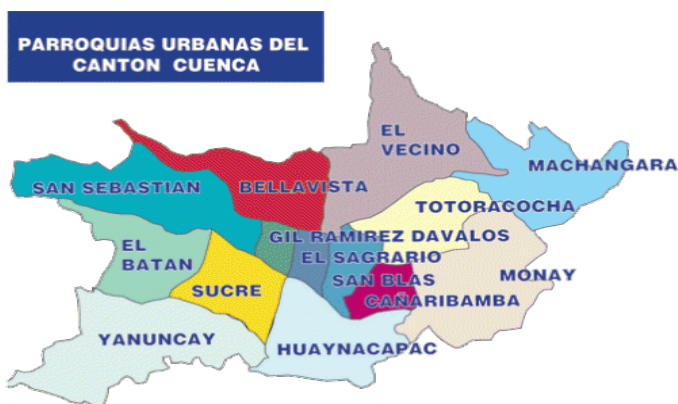 PARROQUIAS URBANAS DEL
CANTON CUENCA
EL
VECINO
MACHANGARA
SAN SEBASTIAN
BELLAVISTA
TOTORACOCHA
GIL RAMIREZ DAVALOS
EL
BATAN
EL SAGRARIO
SAN BLAS
MONAY
SUCRE
CAÑARIBAMBA
YANUNCAY
HUAYNACAPAC